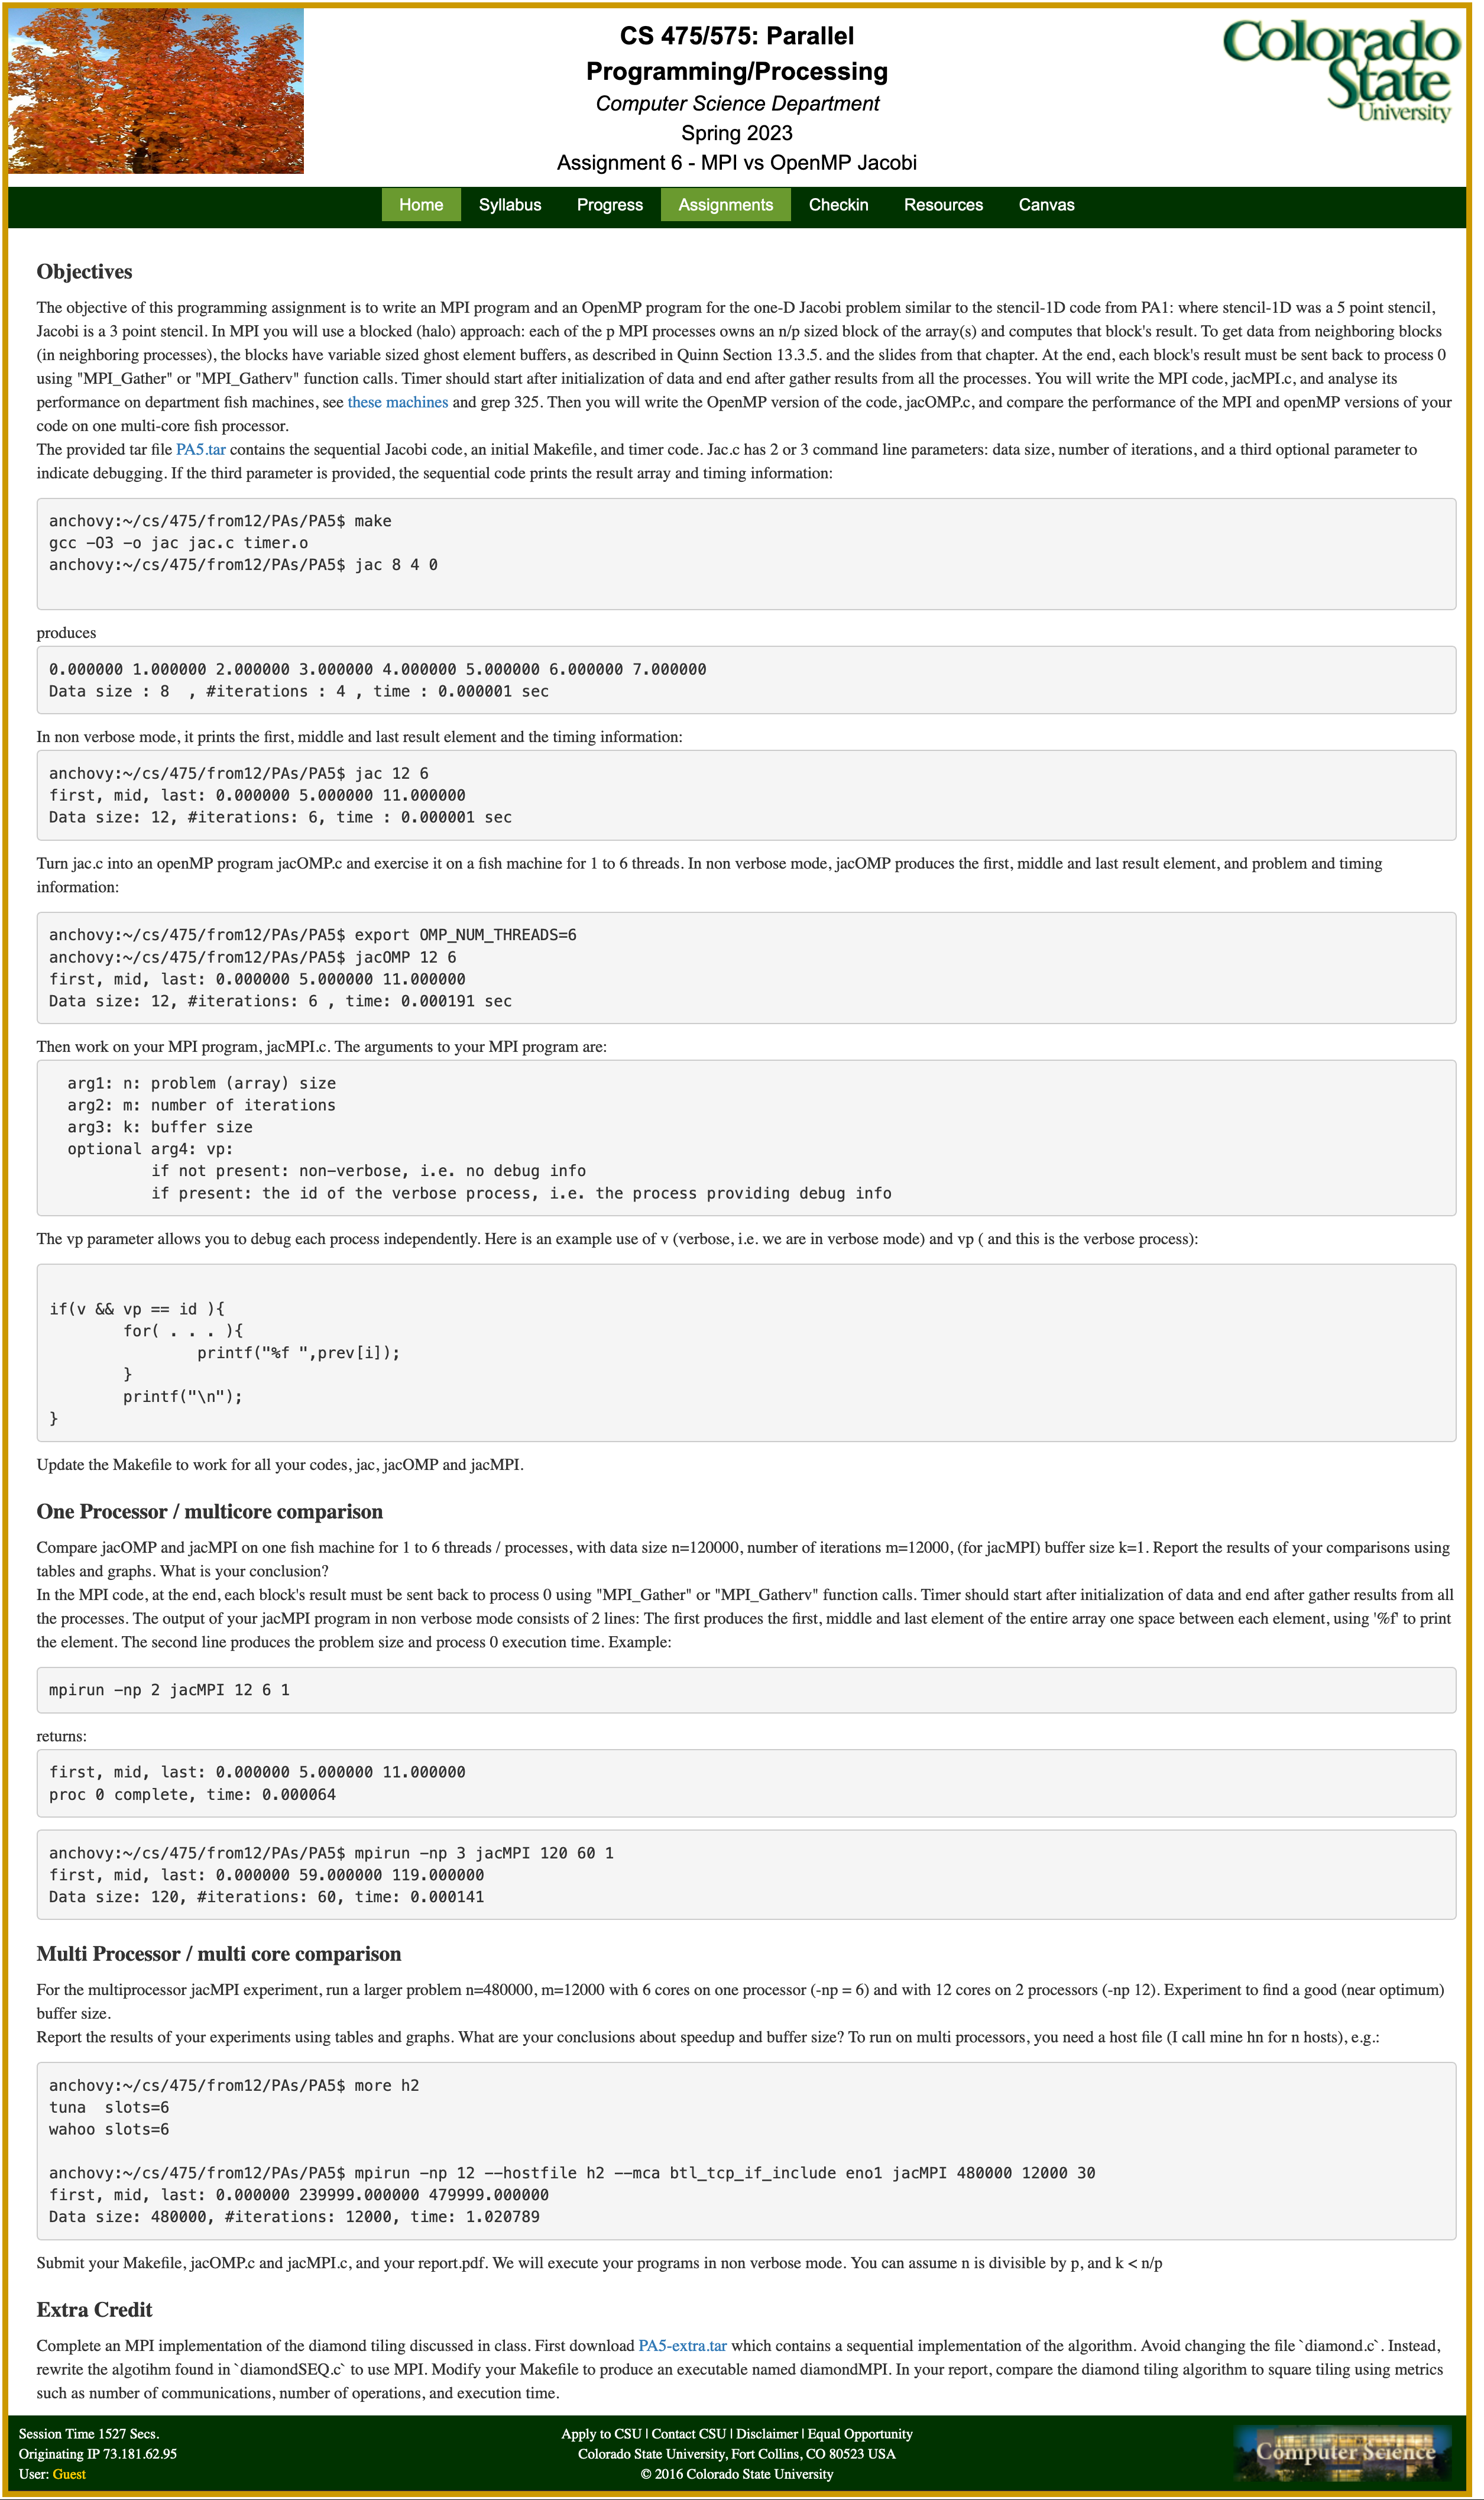 CS 475/575: Parallel
Programming/Processing
Computer Science Department
Spring 2023
Assignment 6 - MPI vs OpenMP Jacobi
Colorado
State
University
Home Syllabus Progress Assignments Checkin Resources Canvas
Objectives
The objective of this programming assignment is to write an MPI program and an OpenMP program for the one-D Jacobi problem similar to the stencil-1D code from PA1: where stencil-1D was a 5 point stencil,
Jacobi is a 3 point stencil. In MPI you will use a blocked (halo) approach: each of the p MPI processes owns an n/p sized block of the array(s) and computes that block's result. To get data from neighboring blocks
(in neighboring processes), the blocks have variable sized ghost element buffers, as described in Quinn Section 13.3.5. and the slides from that chapter. At the end, each block's result must be sent back to process 0
using "MPI_Gather" or "MPI_Gatherv" function calls. Timer should start after initialization of data and end after gather results from all the processes. You will write the MPI code, jacMPI.c, and analyse its
performance on department fish machines, see these machines and grep 325. Then you will write the OpenMP version of the code, jacOMP.c, and compare the performance of the MPI and openMP versions of your
code on one multi-core fish processor.
The provided tar file PA5.tar contains the sequential Jacobi code, an initial Makefile, and timer code. Jac.c has 2 or 3 command line parameters: data size, number of iterations, and a third optional parameter to
indicate debugging. If the third parameter is provided, the sequential code prints the result array and timing information:
anchovy:~/cs/475/from12/PAs/PA5$ make
gcc -O3 -o jac jac.c timer.o
anchovy:~/cs/475/from12/PAs/PA5$ jac 8 4 0
produces
0.000000 1.000000 2.000000 3.000000 4.000000 5.000000 6.000000 7.000000
Data size : 8  , #iterations : 4 , time : 0.000001 sec
In non verbose mode, it prints the first, middle and last result element and the timing information:
anchovy:~/cs/475/from12/PAs/PA5$ jac 12 6
first, mid, last: 0.000000 5.000000 11.000000
Data size: 12, #iterations: 6, time : 0.000001 sec
Turn jac.c into an openMP program jacOMP.c and exercise it on a fish machine for 1 to 6 threads. In non verbose mode, jacOMP produces the first, middle and last result element, and problem and timing
information:
anchovy:~/cs/475/from12/PAs/PA5$ export OMP_NUM_THREADS=6
anchovy:~/cs/475/from12/PAs/PA5$ jacOMP 12 6
first, mid, last: 0.000000 5.000000 11.000000
Data size: 12, #iterations: 6 , time: 0.000191 sec
Then work on your MPI program, jacMPI.c. The arguments to your MPI program are:
arg1: n: problem (array) size
arg2: m: number of iterations
arg3: k: buffer size
optional arg4: vp:
if not present: non-verbose, i.e. no debug info
if present: the id of the verbose process, i.e. the process providing debug info
The vp parameter allows you to debug each process independently. Here is an example use of v (verbose, i.e. we are in verbose mode) and vp ( and this is the verbose process):
if(v && vp == id ){
for( . . . ){
printf("%f ",prev[i]);
}
printf("\n");
}
Update the Makefile to work for all your codes, jac, jacOMP and jacMPI.
One Processor / multicore comparison
Compare jacOMP and jacMPI on one fish machine for 1 to 6 threads / processes, with data size n=120000, number of iterations m=12000, (for jacMPI) buffer size k=1. Report the results of your comparisons using
tables and graphs. What is your conclusion?
In the MPI code, at the end, each block's result must be sent back to process 0 using "MPI_Gather" or "MPI_Gatherv" function calls. Timer should start after initialization of data and end after gather results from all
the processes. The output of your jacMPI program in non verbose mode consists of 2 lines: The first produces the first, middle and last element of the entire array one space between each element, using '%f' to print
the element. The second line produces the problem size and process 0 execution time. Example:
mpirun -np 2 jacMPI 12 6 1
returns:
first, mid, last: 0.000000 5.000000 11.000000
proc 0 complete, time: 0.000064
anchovy:~/cs/475/from12/PAs/PA5$ mpirun -np 3 jacMPI 120 60 1
first, mid, last: 0.000000 59.000000 119.000000
Data size: 120, #iterations: 60, time: 0.000141
Multi Processor / multi core comparison
For the multiprocessor jacMPI experiment, run a larger problem n=480000, m=12000 with 6 cores on one processor (-np = 6) and with 12 cores on 2 processors (-np 12). Experiment to find a good (near optimum)
buffer size.
Report the results of your experiments using tables and graphs. What are your conclusions about speedup and buffer size? To run on multi processors, you need a host file (I call mine hn for n hosts), e.g.:
anchovy:~/cs/475/from12/PAs/PA5$ more h2
tuna  slots=6
wahoo slots=6
anchovy:~/cs/475/from12/PAs/PA5$ mpirun -np 12 --hostfile h2 --mca btl_tcp_if_include eno1 jacMPI 480000 12000 30
first, mid, last: 0.000000 239999.000000 479999.000000
Data size: 480000, #iterations: 12000, time: 1.020789
Submit your Makefile, jacOMP.c and jacMPI.c, and your report.pdf. We will execute your programs in non verbose mode. You can assume n is divisible by p, and k < n/p
Extra Credit
Complete an MPI implementation of the diamond tiling discussed in class. First download PA5-extra.tar which contains a sequential implementation of the algorithm. Avoid changing the file `diamond.c`. Instead,
rewrite the algotihm found in `diamondSEQ.c` to use MPI. Modify your Makefile to produce an executable named diamondMPI. In your report, compare the diamond tiling algorithm to square tiling using metrics
such as number of communications, number of operations, and execution time.
Session Time 1527 Secs.
Originating IP 73.181.62.95
User: Guest
Apply to CSU | Contact CSU | Disclaimer | Equal Opportunity
Colorado State University, Fort Collins, CO 80523 USA
© 2016 Colorado State University
Computer Science